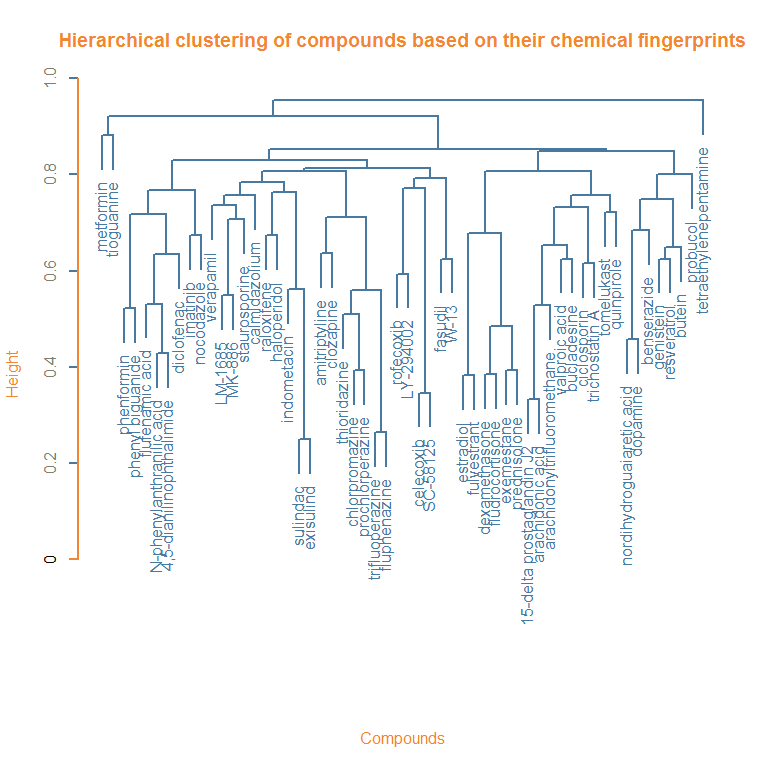 Hierarchical clustering of compounds based on their chemical fingerprints
1.0
0.8
0.6
0.4
0.2
0
Height
metformin
tioguanine
phenformin
phenyl biguanide
flufenamic acid
N-phenylanthranilic acid
4,5-dianilinophthalimide
diclofenac
imatinib
nocodazole
verapamil
LM-1685
MK-886
staurosporine
calmidazolium
raloxifene
haloperidol
indometacin
sulindac
exisulind
amitriptyline
clozapine
thioridazine
chlorpromazine
prochlorperazine
trifluoperazine
fluphenazine
rofecoxib
LY-294002
celecoxib
SC-58125
fasudil
W-13
estradiol
fulvestrant
dexamethasone
fludrocortisone
exemestane
prednisolone
15-delta prostaglandin J2
arachidonic acid
arachidonyltrifluoromethane
valproic acid
bucladesine
ciclosporin
trichostatin A
tomelukast
quinpirole
nordihydroguaiaretic acid
dopamine
benserazide
genistein
resveratrol
butein
probucol
tetraethylenepentamine
Compounds